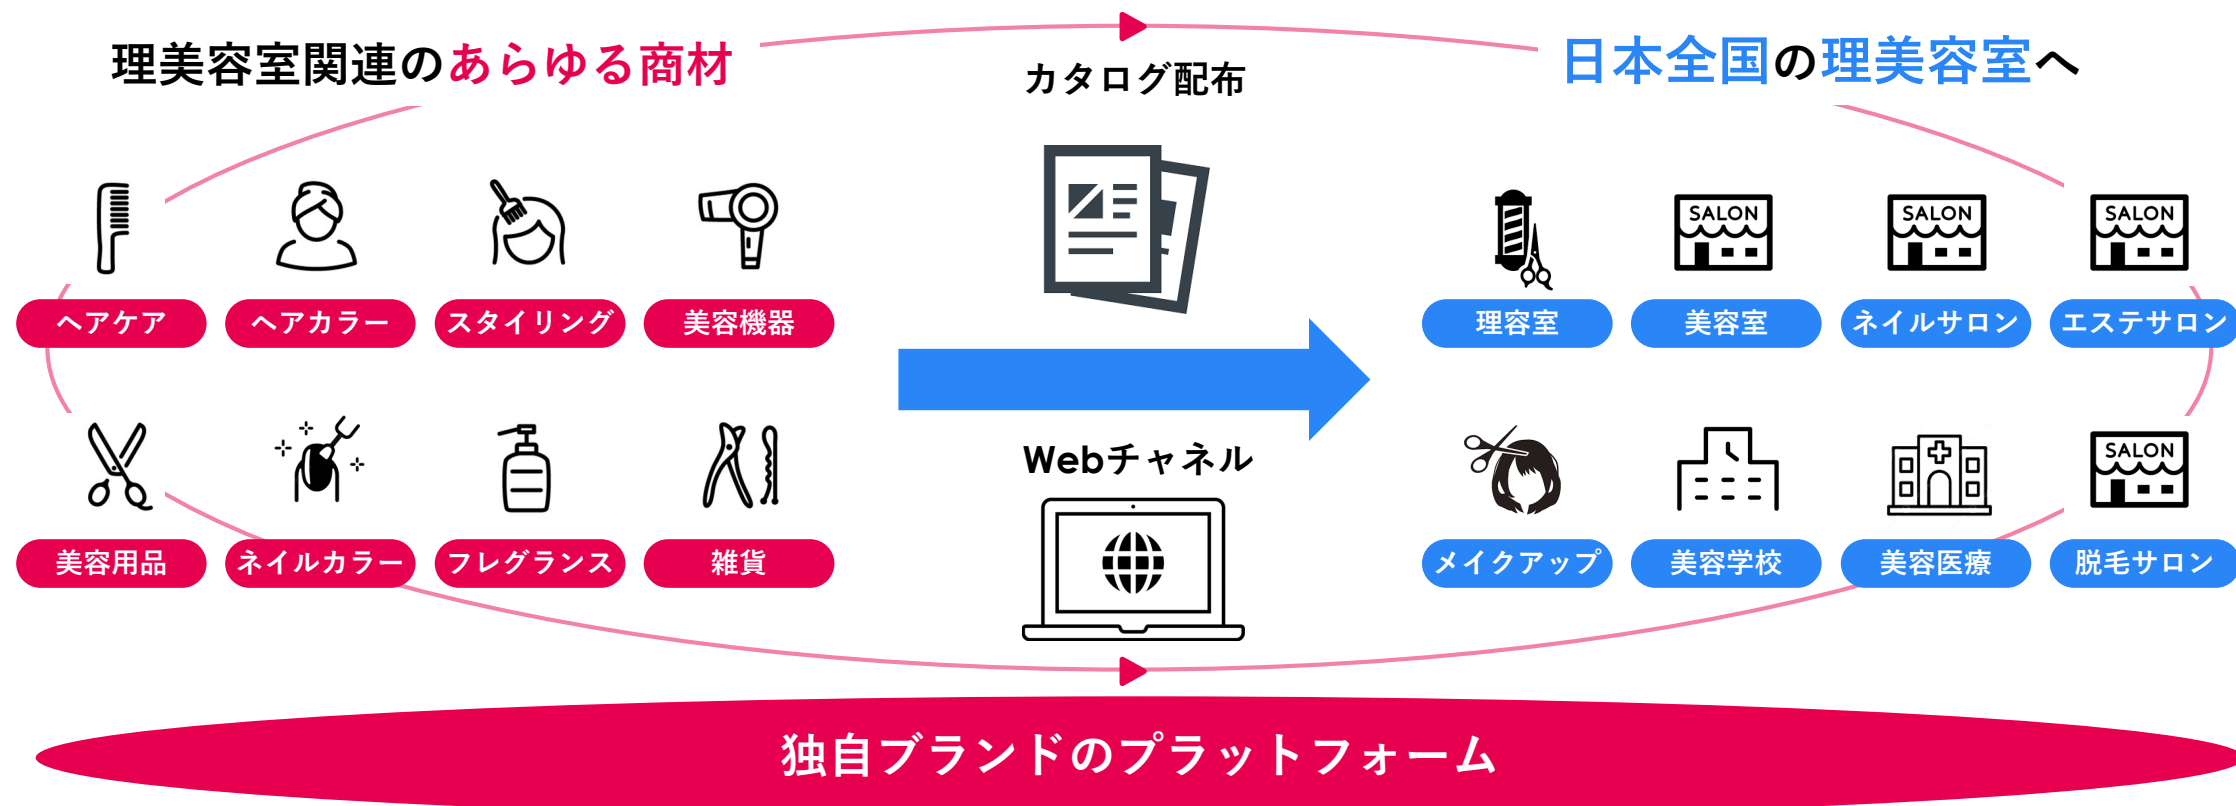 理美容室関連のあらゆる商材
カタログ配布
日本全国の理美容室へ
ヘアケア
ヘアカラー
スタイリング
美容機器
美容用品
ネイルカラー
フレグランス
雑貨
Webチャネル
SALON
SALON
SALON
理容室
美容室
ネイルサロン
エステサロン
SALON
メイクアップ
美容学校
美容医療
脱毛サロン
独自ブランドのプラットフォーム